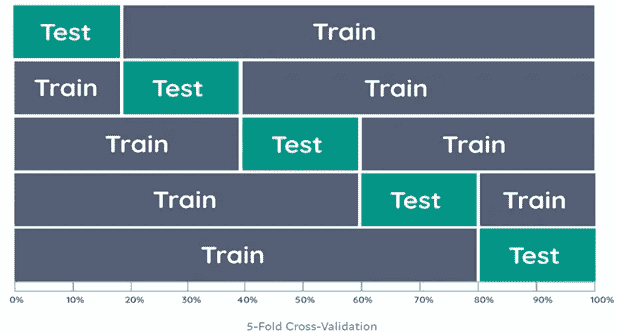 Test Train
Train Test Train
Train Test Train
Train Test Train
Train Test
0% 10% 20% 30% 40% 50% 60% 70% 80% 90% 100%
5-Fold Cross-Validation